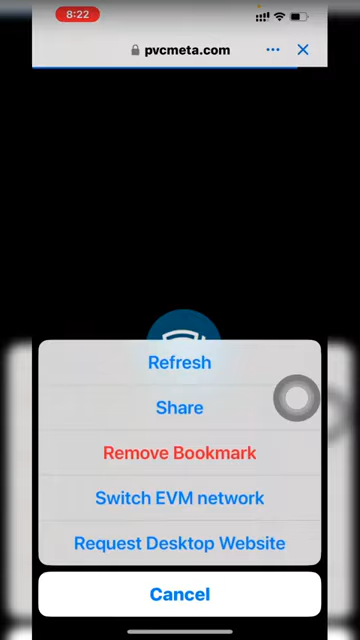 8:22
pvcmeta.com
Refresh
Share
Remove Bookmark
Switch EVM network
Request Desktop Website
Cancel